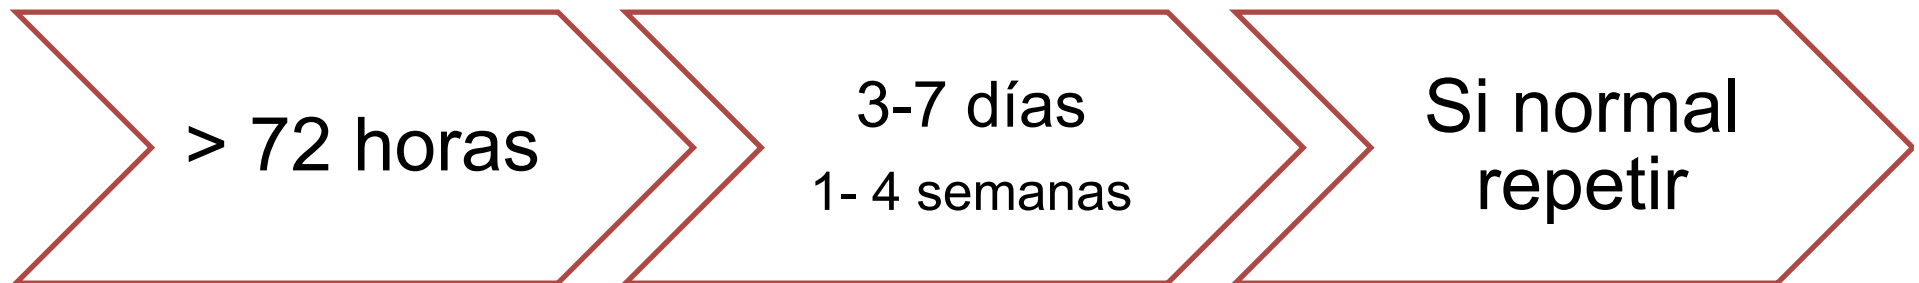 > 72 horas
3-7 días
1- 4 semanas
Si normal
repetir